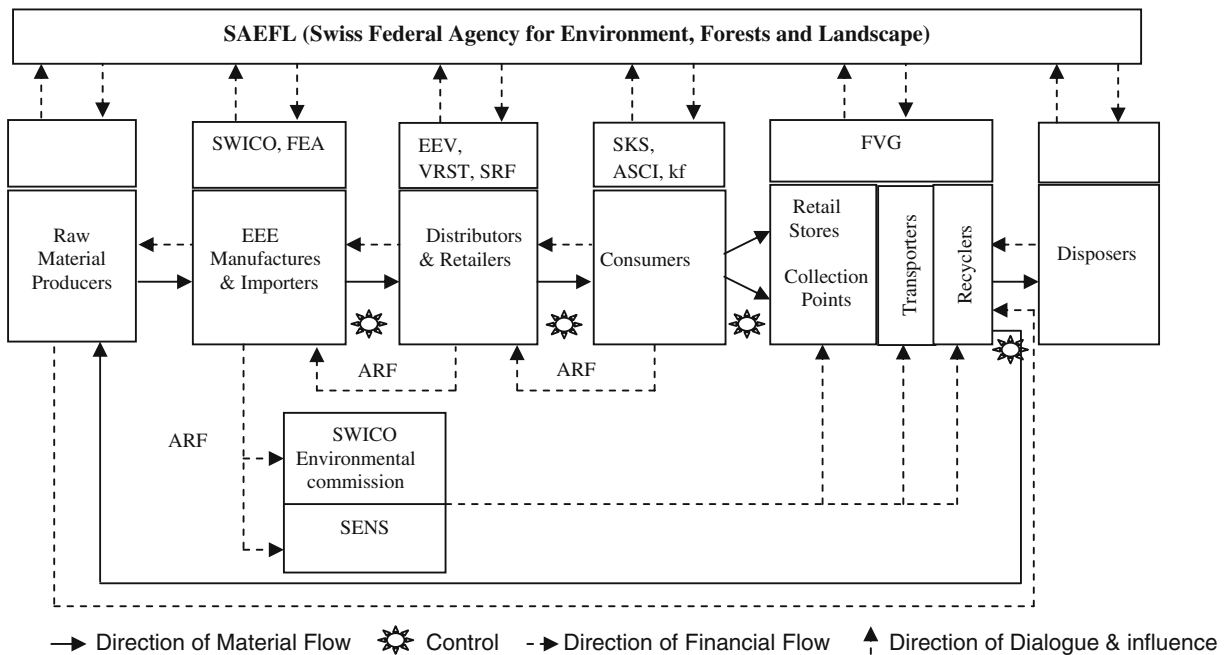 SAEFL (Swiss Federal Agency for Environment, Forests and Landscape)
SWICO, FEA
EEV,
VRST, SRF
SKS,
ASCI, kf
FVG
Raw
Material
Producers
EEE
Manufactures
& Importers
Distributors
& Retailers
Consumers
Retail
Stores
Collection
Points
Transporters
Recyclers
Disposers
ARF
ARF
ARF
SWICO
Environmental
commission
SENS
Direction of Material Flow
Control
Direction of Financial Flow
Direction of Dialogue & influence